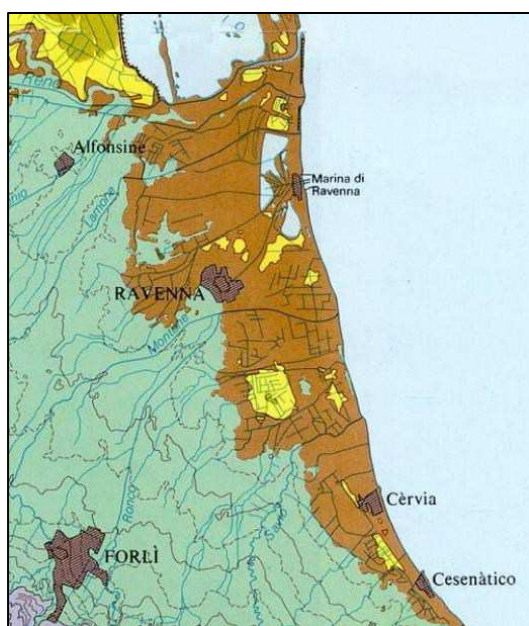 Reno
Alfonsine
Lamone
Marina di
Ravenna
RAVENNA
Montone
Ronco
Savio
Cèrvia
FORLÌ
Cesenàtico